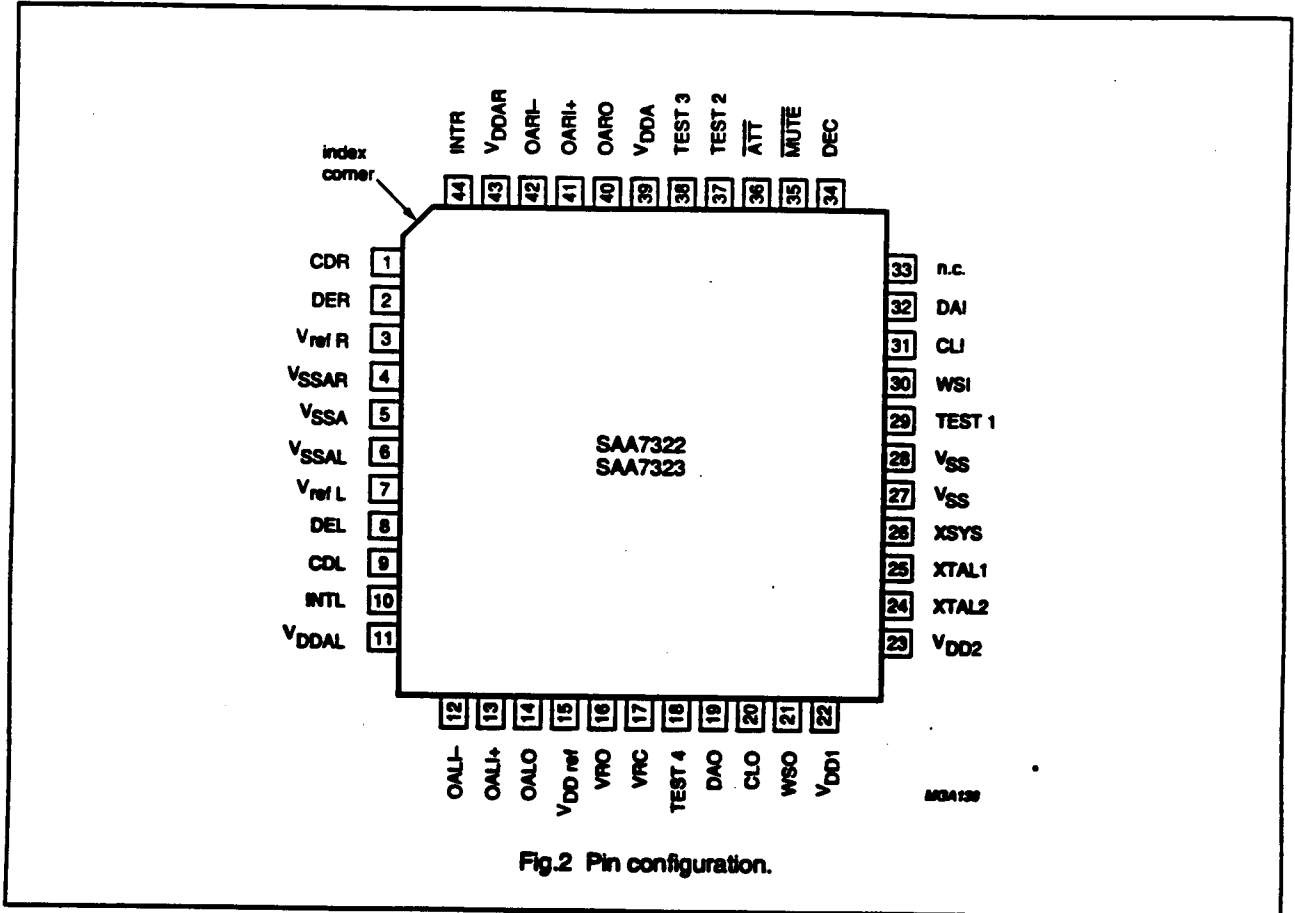 INTR
VDDAR
OARI–
OARI+
OARO
VDDA
TEST 3
TEST 2
ATT
MUTE
DEC
index
corner
44
43
42
41
40
39
38
37
36
35
34
CDR 1
DER 2
Vref R 3
VSSAR 4
VSSA 5
VSSAL 6
Vref L 7
DEL 8
CDL 9
INTL 10
VDDAL 11
SAA7322
SAA7323
33 n.c.
32 DAI
31 CLI
30 WSI
29 TEST 1
28 VSS
27 VSS
26 XSYS
25 XTAL1
24 XTAL2
23 VDD2
12
13
14
15
16
17
18
19
20
21
22
OALI–
OALI+
OALO
VDD ref
VRO
VRC
TEST 4
DAO
CLO
WSO
VDD1
MGA138
Fig.2 Pin configuration.